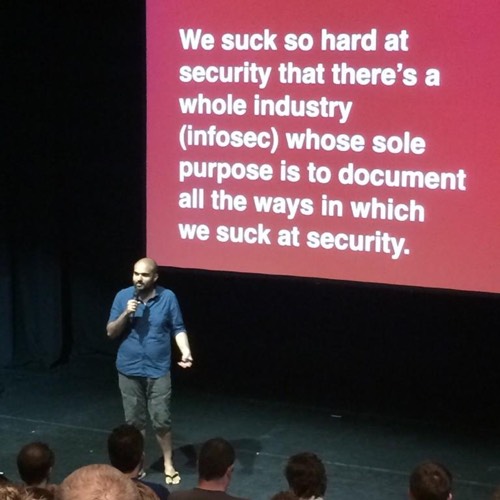 We suck so hard at
security that there's a
whole industry
(infosec) whose sole
purpose is to document
all the ways in which
we suck at security.